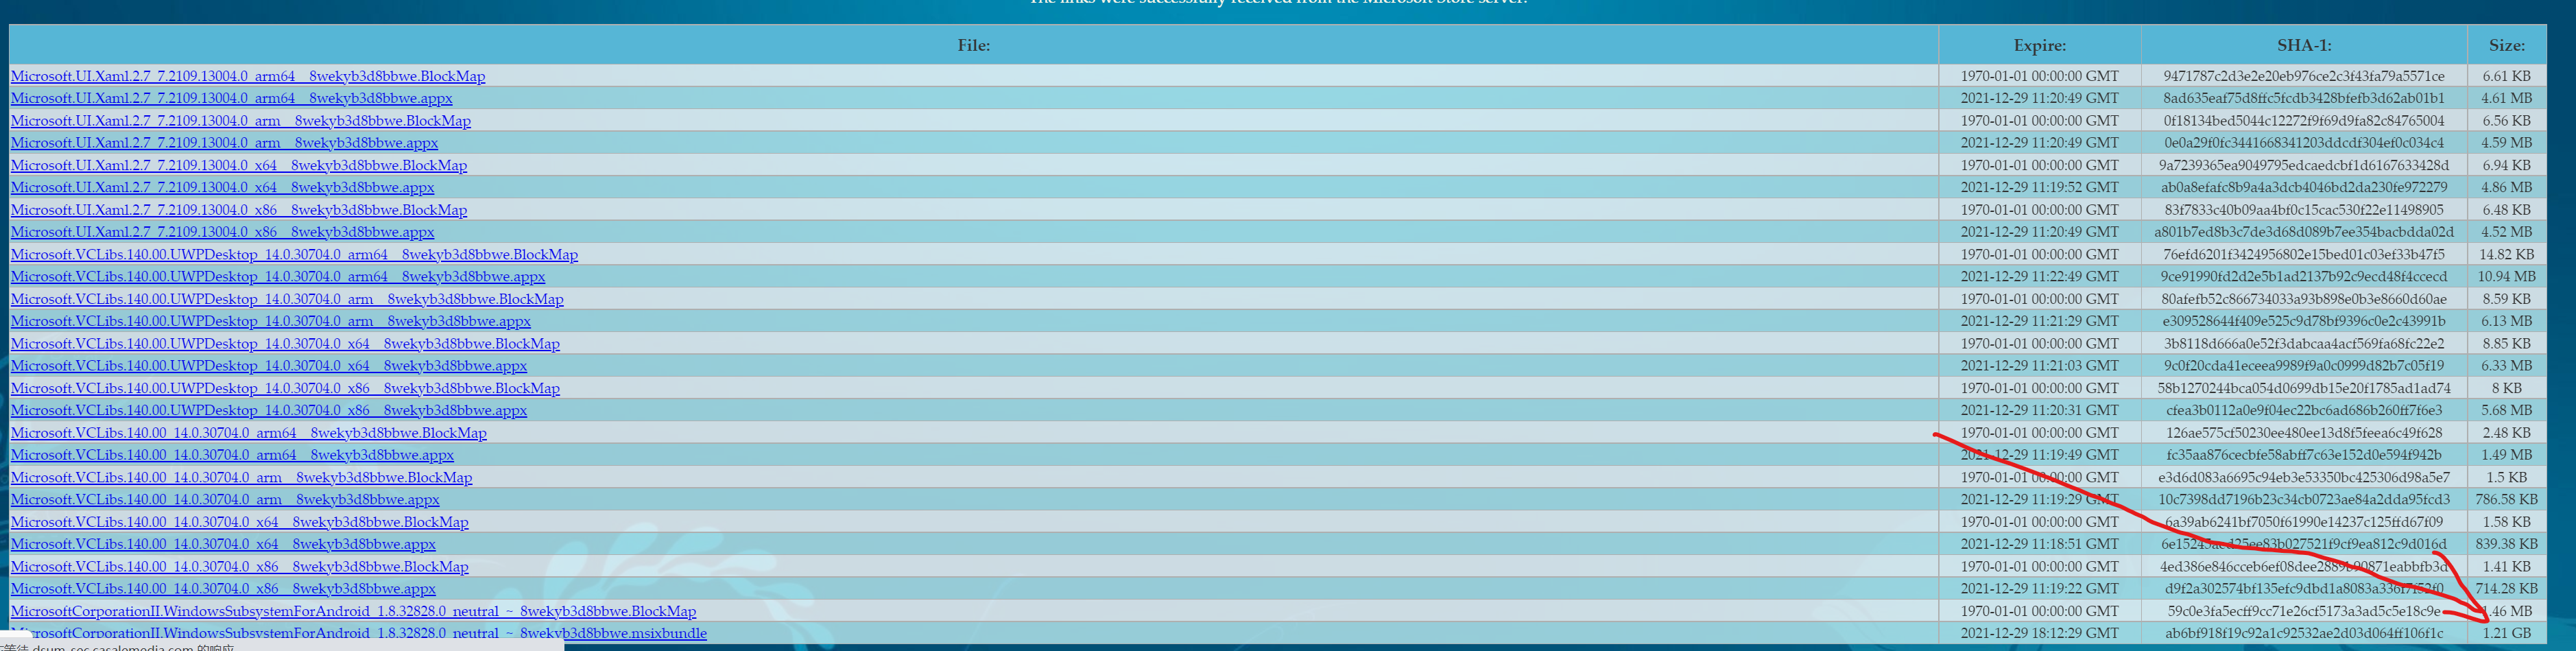 The links were successfully received from the Microsoft Store server:
File: Expire: SHA-1: Size:
Microsoft.UI.Xaml.2.7_7.2109.13004.0_arm64__8wekyb3d8bbwe.BlockMap 1970-01-01 00:00:00 GMT 9471787c2d3e2e20eb976ce2c3f43fa79a5571ce 6.61 KB
Microsoft.UI.Xaml.2.7_7.2109.13004.0_arm64__8wekyb3d8bbwe.appx 2021-12-29 11:20:49 GMT 8ad635eaf75d8ffc5fcdb3428bfefb3d62ab01b1 4.61 MB
Microsoft.UI.Xaml.2.7_7.2109.13004.0_arm__8wekyb3d8bbwe.BlockMap 1970-01-01 00:00:00 GMT 0f18134bed5044c12272f9f69d9fa82c84765004 6.56 KB
Microsoft.UI.Xaml.2.7_7.2109.13004.0_arm__8wekyb3d8bbwe.appx 2021-12-29 11:20:49 GMT 0e0a29f0fc3441668341203ddcdf304ef0c034c4 4.59 MB
Microsoft.UI.Xaml.2.7_7.2109.13004.0_x64__8wekyb3d8bbwe.BlockMap 1970-01-01 00:00:00 GMT 9a7239365ea9049795edcaedcbf1d6167633428d 6.94 KB
Microsoft.UI.Xaml.2.7_7.2109.13004.0_x64__8wekyb3d8bbwe.appx 2021-12-29 11:19:52 GMT ab0a8efafc8b9a4a3dcb4046bd2da230fe972279 4.86 MB
Microsoft.UI.Xaml.2.7_7.2109.13004.0_x86__8wekyb3d8bbwe.BlockMap 1970-01-01 00:00:00 GMT 83f7833c40b09aa4bf0c15cac530f22e11498905 6.48 KB
Microsoft.UI.Xaml.2.7_7.2109.13004.0_x86__8wekyb3d8bbwe.appx 2021-12-29 11:20:49 GMT a801b7ed8b3c7de3d68d089b7ee354bacbdda02d 4.52 MB
Microsoft.VCLibs.140.00.UWPDesktop_14.0.30704.0_arm64__8wekyb3d8bbwe.BlockMap 1970-01-01 00:00:00 GMT 76efd6201f3424956802e15bed01c03ef33b47f5 14.82 KB
Microsoft.VCLibs.140.00.UWPDesktop_14.0.30704.0_arm64__8wekyb3d8bbwe.appx 2021-12-29 11:22:49 GMT 9ce91990fd2d2e5b1ad2137b92c9ecd48f4ccecd 10.94 MB
Microsoft.VCLibs.140.00.UWPDesktop_14.0.30704.0_arm__8wekyb3d8bbwe.BlockMap 1970-01-01 00:00:00 GMT 80afefb52c866734033a93b898e0b3e8660d60ae 8.59 KB
Microsoft.VCLibs.140.00.UWPDesktop_14.0.30704.0_arm__8wekyb3d8bbwe.appx 2021-12-29 11:21:29 GMT e309528644f409e525c9d78bf9396c0e2c43991b 6.13 MB
Microsoft.VCLibs.140.00.UWPDesktop_14.0.30704.0_x64__8wekyb3d8bbwe.BlockMap 1970-01-01 00:00:00 GMT 3b8118d666a0e52f3dabcaa4acf569fa68fc22e2 8.85 KB
Microsoft.VCLibs.140.00.UWPDesktop_14.0.30704.0_x64__8wekyb3d8bbwe.appx 2021-12-29 11:21:03 GMT 9c0f20cda41eceea9989f9a0c0999d82b7c05f19 6.33 MB
Microsoft.VCLibs.140.00.UWPDesktop_14.0.30704.0_x86__8wekyb3d8bbwe.BlockMap 1970-01-01 00:00:00 GMT 58b1270244bca054d0699db15e20f1785ad1ad74 8 KB
Microsoft.VCLibs.140.00.UWPDesktop_14.0.30704.0_x86__8wekyb3d8bbwe.appx 2021-12-29 11:20:31 GMT cfea3b0112a0e9f04ec22bc6ad686b260ff7f6e3 5.68 MB
Microsoft.VCLibs.140.00_14.0.30704.0_arm64__8wekyb3d8bbwe.BlockMap 1970-01-01 00:00:00 GMT 126ae575cf50230ee480ee13d8f5feea6c49f628 2.48 KB
Microsoft.VCLibs.140.00_14.0.30704.0_arm64__8wekyb3d8bbwe.appx 2021-12-29 11:19:49 GMT fc35aa876cecbfe58abff7c63e152d0e594f942b 1.49 MB
Microsoft.VCLibs.140.00_14.0.30704.0_arm__8wekyb3d8bbwe.BlockMap 1970-01-01 00:00:00 GMT e3d6d083a6695c94eb3e53350bc425306d98a5e7 1.5 KB
Microsoft.VCLibs.140.00_14.0.30704.0_arm__8wekyb3d8bbwe.appx 2021-12-29 11:19:29 GMT 10c7398dd7196b23c34cb0723ae84a2dda95fcd3 786.58 KB
Microsoft.VCLibs.140.00_14.0.30704.0_x64__8wekyb3d8bbwe.BlockMap 1970-01-01 00:00:00 GMT 6a39ab6241bf7050f61990e14237c125ffd67f09 1.58 KB
Microsoft.VCLibs.140.00_14.0.30704.0_x64__8wekyb3d8bbwe.appx 2021-12-29 11:18:51 GMT 839.38 KB
Microsoft.VCLibs.140.00_14.0.30704.0_x86__8wekyb3d8bbwe.BlockMap 1970-01-01 00:00:00 GMT 1.41 KB
Microsoft.VCLibs.140.00_14.0.30704.0_x86__8wekyb3d8bbwe.appx 2021-12-29 11:19:22 GMT 714.28 KB
MicrosoftCorporationII.WindowsSubsystemForAndroid_1.8.32828.0_neutral_~_8wekyb3d8bbwe.BlockMap 1970-01-01 00:00:00 GMT 59c0e3fa5ecff9cc71e26cf5173a3ad5c5e18c9e MB
MicrosoftCorporationII.WindowsSubsystemForAndroid_1.8.32828.0_neutral_~_8wekyb3d8bbwe.msixbundle 2021-12-29 18:12:29 GMT ab6bf918f19c92a1c92532ae2d03d064ff106f1c 1.21 GB
等待 dsum-sec.casalemedia.com 的响应